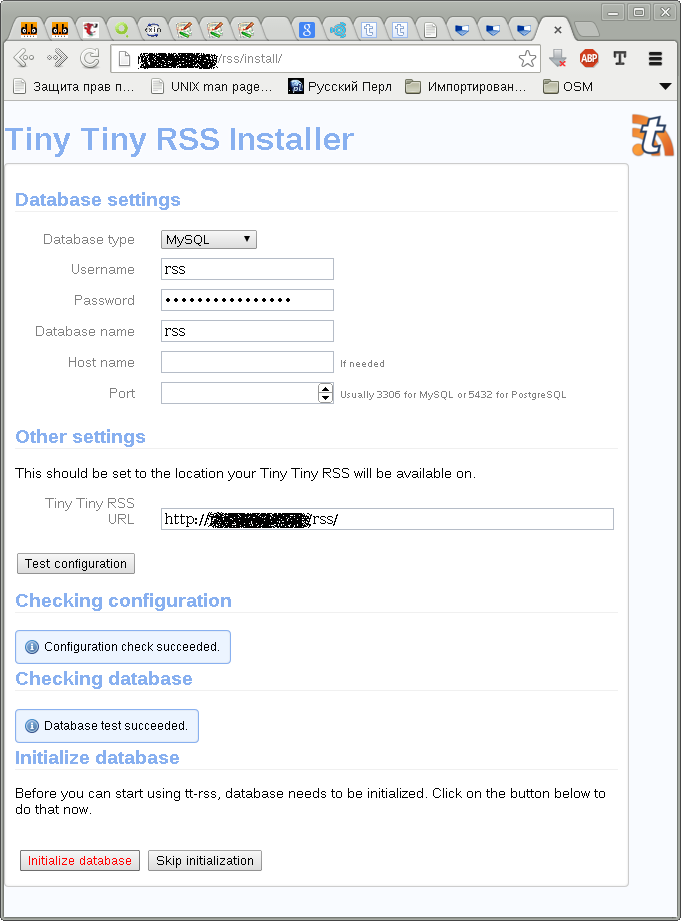 /rss/install/
Защита прав п...
UNIX man page...
Русский Перл
Импортирован...
OSM
Tiny Tiny RSS Installer
Database settings
Database type
MySQL
Username
rss
Password
Database name
rss
Host name
If needed
Port
Usually 3306 for MySQL or 5432 for PostgreSQL
Other settings
This should be set to the location your Tiny Tiny RSS will be available on.
Tiny Tiny RSS
URL
http:// /rss/
Test configuration
Checking configuration
Configuration check succeeded.
Checking database
Database test succeeded.
Initialize database
Before you can start using tt-rss, database needs to be initialized. Click on the button below to
do that now.
Initialize database
Skip initialization